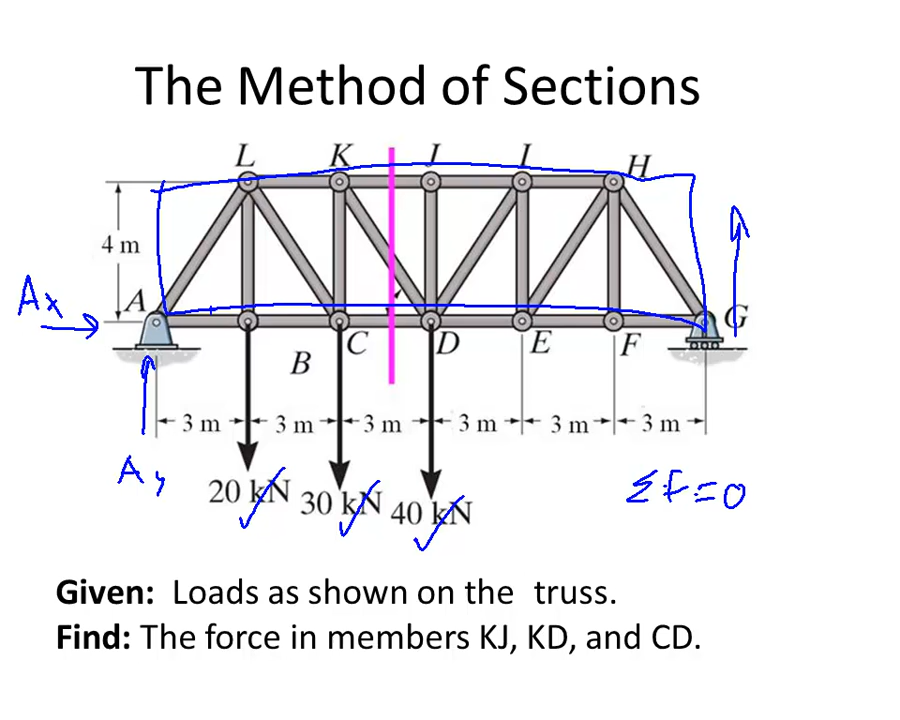 The Method of Sections
L K J I H
4 m
A G
Ax
C D E F
B
3 m 3 m 3 m 3 m 3 m 3 m
Ay
20 kN 30 kN 40 kN
ΣF=0
Given: Loads as shown on the truss.
Find: The force in members KJ, KD, and CD.